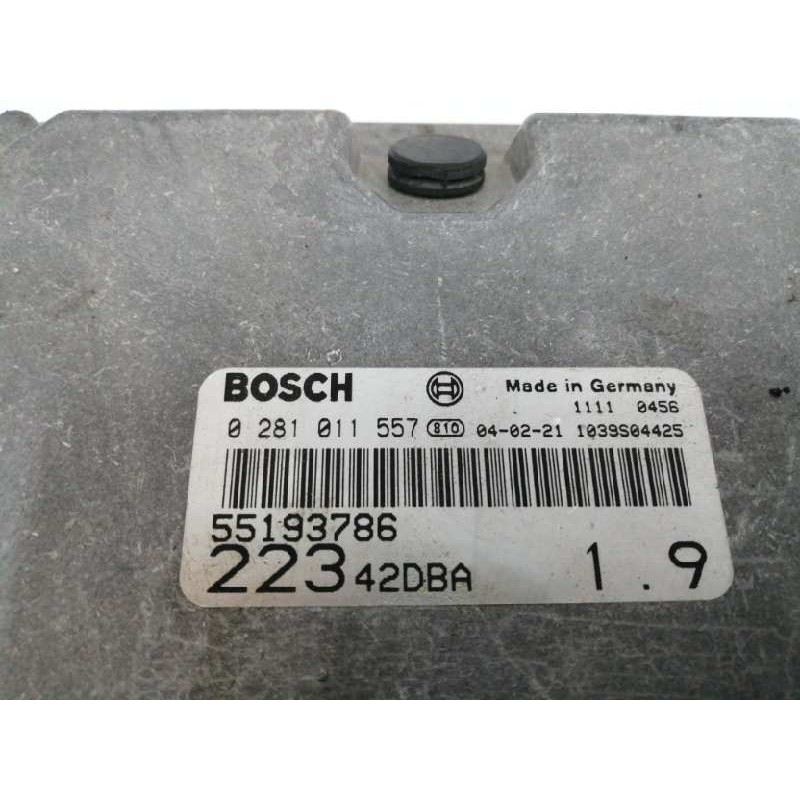 BOSCH Made in Germany
1111 0456
0 281 011 557 810 04-02-21 1039S04425
55193786
223 42DBA 1.9